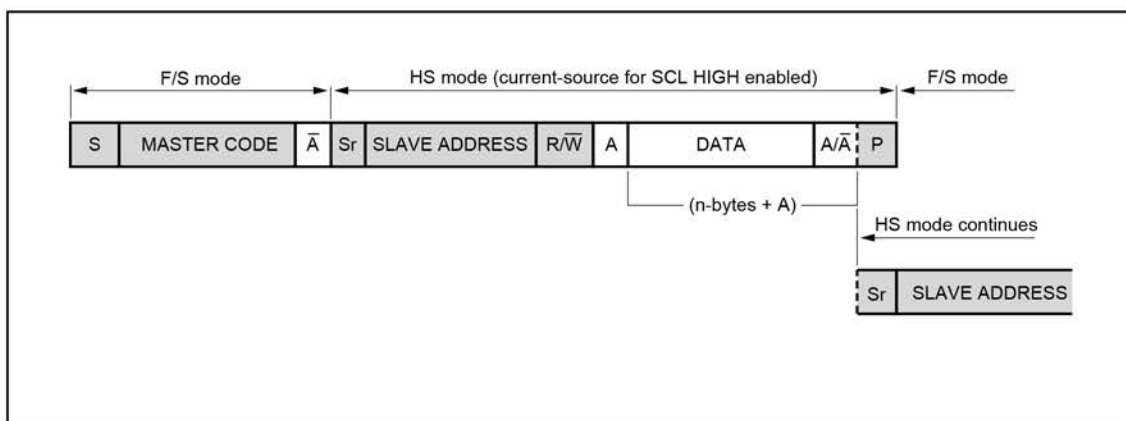 F/S mode HS mode (current-source for SCL HIGH enabled) F/S mode
S MASTER CODE A̅ Sr SLAVE ADDRESS R/W̅ A DATA A/A̅ P
(n-bytes + A)
HS mode continues
Sr SLAVE ADDRESS